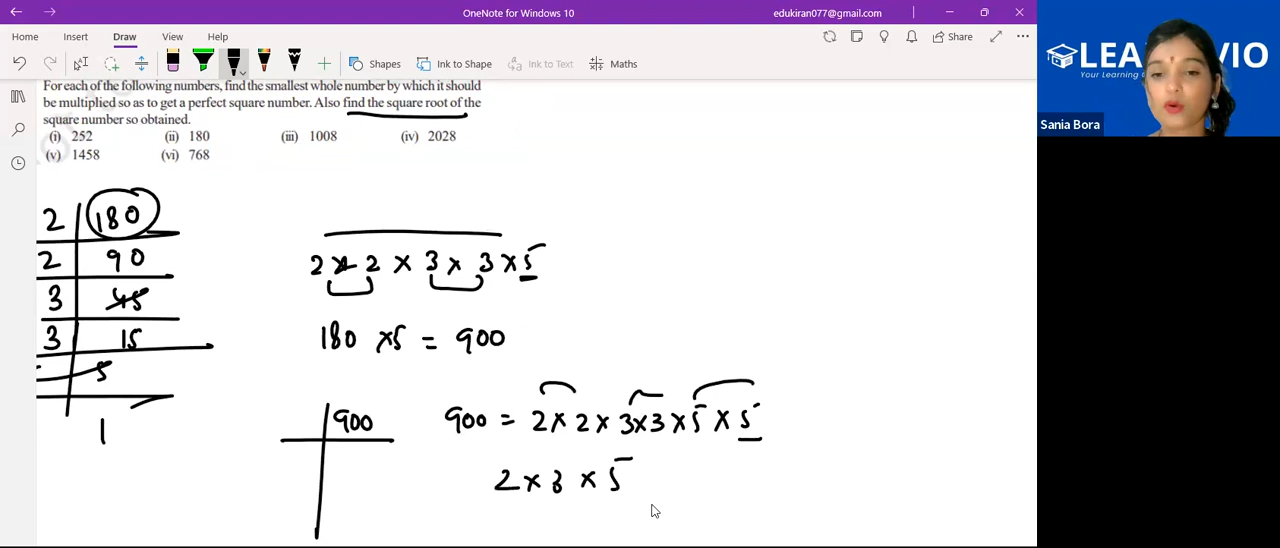 OneNote for Windows 10
edukiran077@gmail.com
Home Insert Draw View Help
Share
Shapes
Ink to Shape
Ink to Text
Maths
For each of the following numbers, find the smallest whole number by which it should
be multiplied so as to get a perfect square number. Also find the square root of the
square number so obtained.
(i) 252 (ii) 180 (iii) 1008 (iv) 2028
(v) 1458 (vi) 768
2 180
2 90
3 45
3 15
5
1
2 × 2 × 3 × 3 × 5
180 ×5 = 900
900
900 = 2 × 2 × 3 × 3 × 5 × 5
2 × 3 × 5
Your Learning
Sania Bora